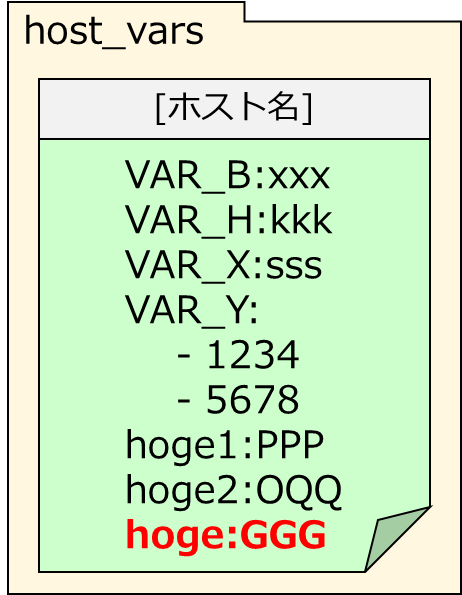 host_vars
[ホスト名]
VAR_B:xxx
VAR_H:kkk
VAR_X:sss
VAR_Y:
- 1234
- 5678
hoge1:PPP
hoge2:OQQ
hoge:GGG